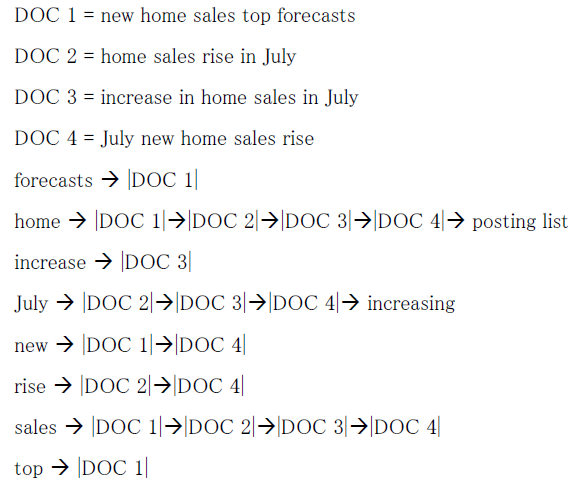 DOC 1 = new home sales top forecasts
DOC 2 = home sales rise in July
DOC 3 = increase in home sales in July
DOC 4 = July new home sales rise
forecasts → |DOC 1|
home → |DOC 1|→|DOC 2|→|DOC 3|→|DOC 4|→ posting list
increase → |DOC 3|
July → |DOC 2|→|DOC 3|→|DOC 4|→ increasing
new → |DOC 1|→|DOC 4|
rise → |DOC 2|→|DOC 4|
sales → |DOC 1|→|DOC 2|→|DOC 3|→|DOC 4|
top → |DOC 1|